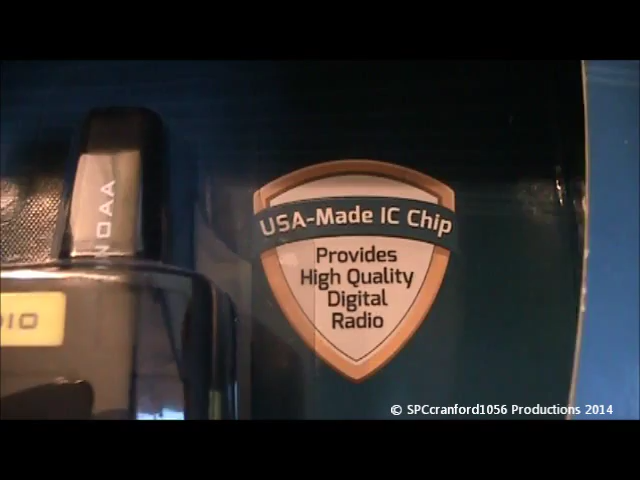 NOAA
USA-Made IC Chip
Provides
High Quality
Digital
Radio
© SPCcranford1056 Productions 2014